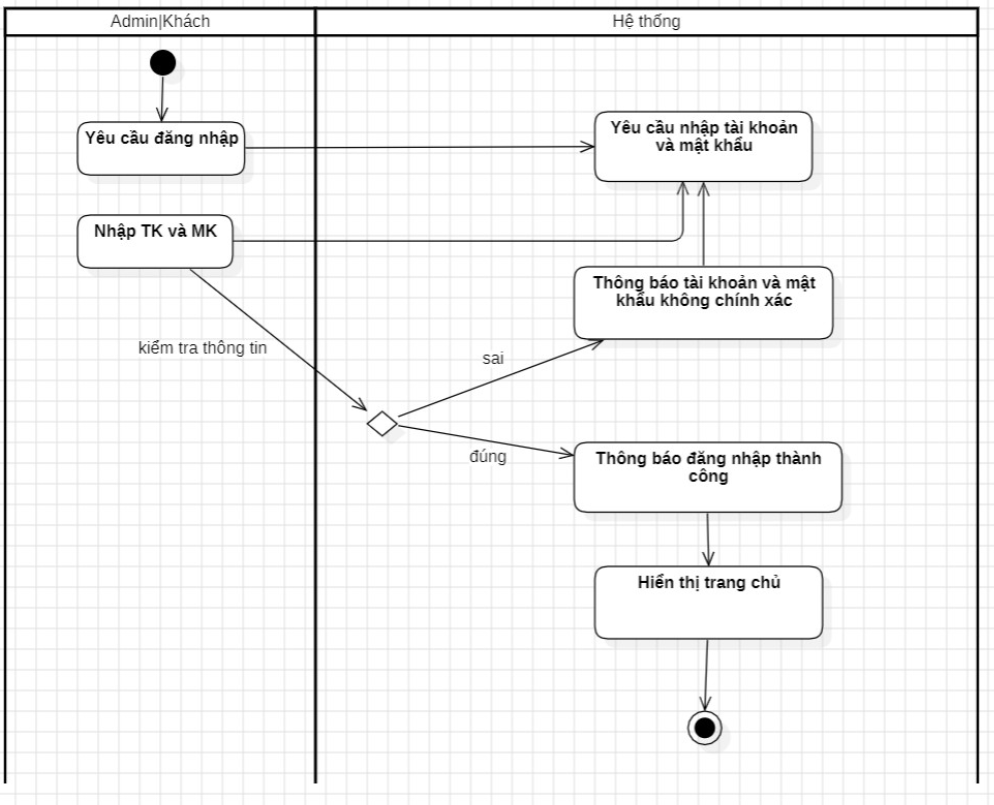 Admin|Khách
Hệ thống
Yêu cầu đăng nhập
Yêu cầu nhập tài khoản
và mật khẩu
Nhập TK và MK
Thông báo tài khoản và mật
khẩu không chính xác
kiểm tra thông tin
sai
đúng
Thông báo đăng nhập thành
công
Hiển thị trang chủ